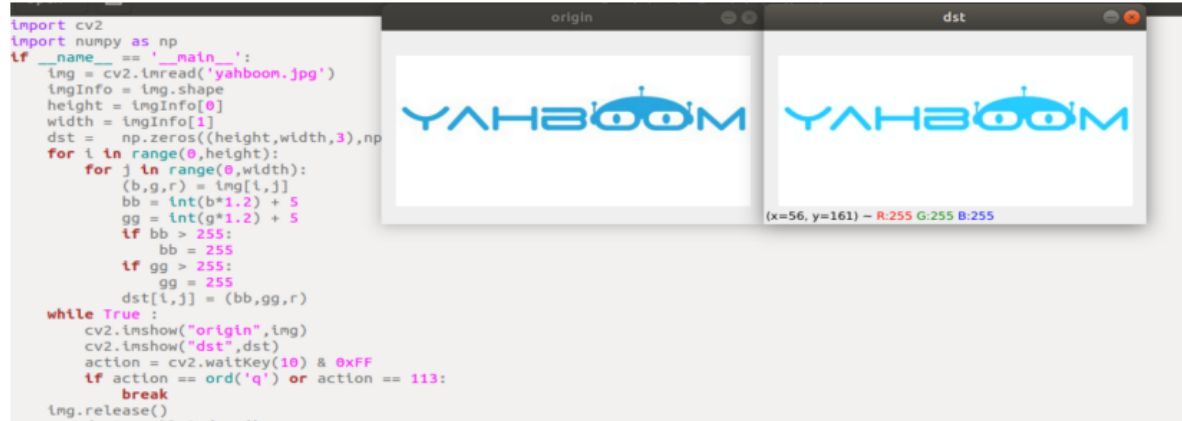 import cv2
import numpy as np
if __name__ == '__main__':
    img = cv2.imread('yahboom.jpg')
    imgInfo = img.shape
    height = imgInfo[0]
    width = imgInfo[1]
    dst =   np.zeros((height,width,3),np
    for i in range(0,height):
        for j in range(0,width):
            (b,g,r) = img[i,j]
            bb = int(b*1.2) + 5
            gg = int(g*1.2) + 5
            if bb > 255:
                bb = 255
            if gg > 255:
                gg = 255
            dst[i,j] = (bb,gg,r)
    while True :
        cv2.imshow("origin",img)
        cv2.imshow("dst",dst)
        action = cv2.waitKey(10) & 0xFF
        if action == ord('q') or action == 113:
            break
    img.release()
origin
YAHBOOM
dst
YAHBOOM
(x=56, y=161) ~ R:255 G:255 B:255